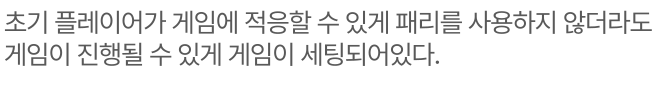 초기 플레이어가 게임에 적응할 수 있게 패리를 사용하지 않더라도
게임이 진행될 수 있게 게임이 세팅되어있다.